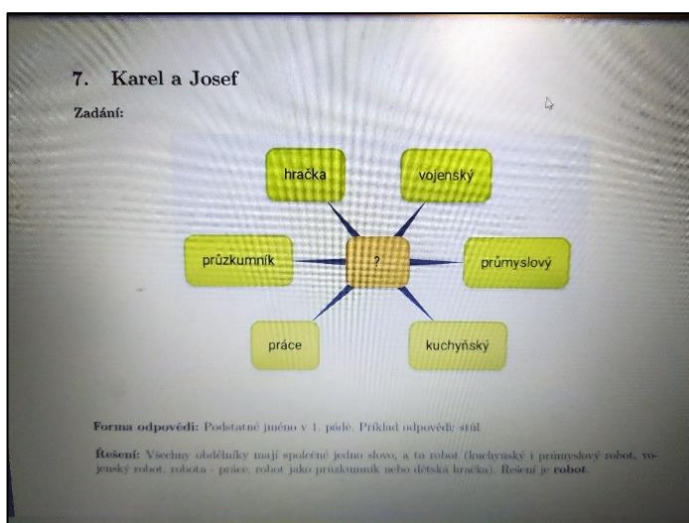 7. Karel a Josef
Zadání:
hračka vojenský
průzkumník ? průmyslový
práce kuchyňský
Forma odpovědi: Podstatné jméno v 1. pádě. Příklad odpovědi: stůl
Řešení: Všechny obdélníky mají společné jedno slovo, a to robot (kuchyňský i průmyslový robot, vo-
jenský robot, robota - práce, robot jako průzkumník nebo dětská hračka). Řešení je robot.